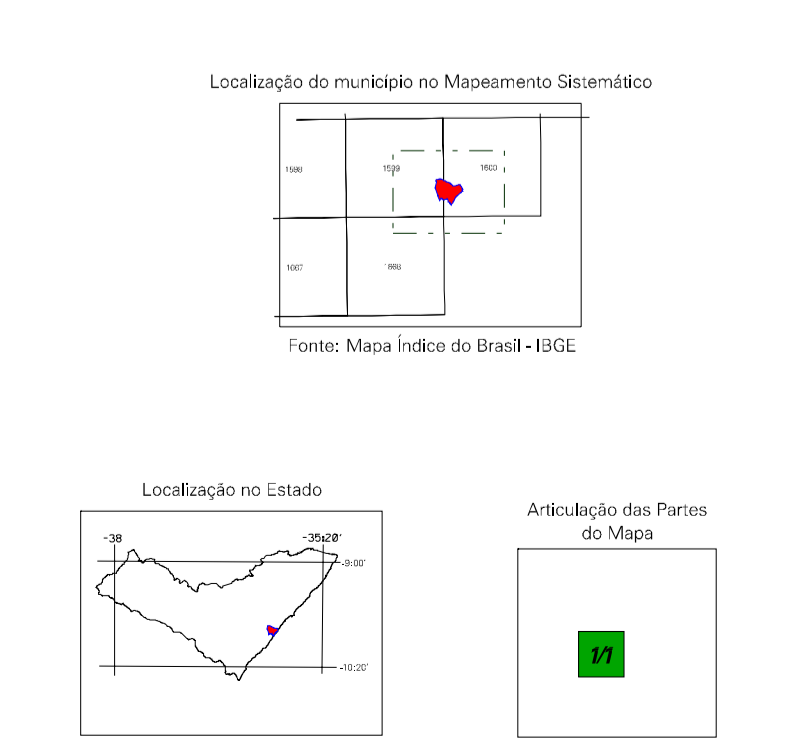 Localização do município no Mapeamento Sistemático
1598
1599
1600
1667
1668
Fonte: Mapa Índice do Brasil - IBGE
Localização no Estado
-38
-35:20'
-9:00'
-10:20'
Articulação das Partes
do Mapa
1/1